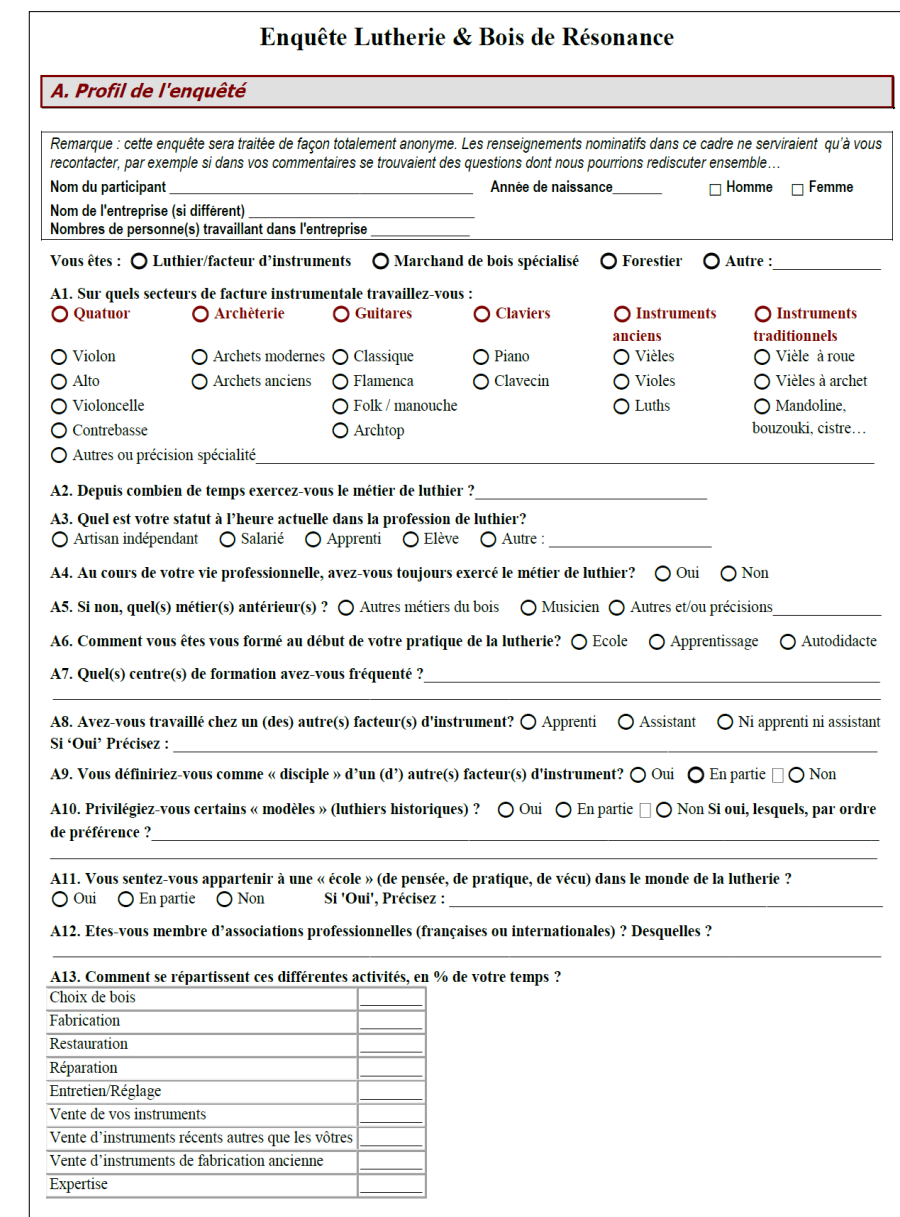 Enquête Lutherie & Bois de Résonance
A. Profil de l'enquêté
Remarque : cette enquête sera traitée de façon totalement anonyme. Les renseignements nominatifs dans ce cadre ne serviraient qu'à vous
recontacter, par exemple si dans vos commentaires se trouvaient des questions dont nous pourrions rediscuter ensemble…
Nom du participant Année de naissance Homme Femme
Nom de l'entreprise (si différent)
Nombres de personne(s) travaillant dans l'entreprise
Vous êtes : Luthier/facteur d'instruments Marchand de bois spécialisé Forestier Autre :
A1. Sur quels secteurs de facture instrumentale travaillez-vous :
Quatuor Archèterie Guitares Claviers Instruments Instruments
anciens traditionnels
Violon Archets modernes Classique Piano Vièles Vièle à roue
Alto Archets anciens Flamenca Clavecin Violes Vièles à archet
Violoncelle Folk / manouche Luths Mandoline,
Contrebasse Archtop bouzouki, cistre…
Autres ou précision spécialité
A2. Depuis combien de temps exercez-vous le métier de luthier ?
A3. Quel est votre statut à l'heure actuelle dans la profession de luthier?
Artisan indépendant Salarié Apprenti Elève Autre :
A4. Au cours de votre vie professionnelle, avez-vous toujours exercé le métier de luthier? Oui Non
A5. Si non, quel(s) métier(s) antérieur(s) ? Autres métiers du bois Musicien Autres et/ou précisions
A6. Comment vous êtes vous formé au début de votre pratique de la lutherie? Ecole Apprentissage Autodidacte
A7. Quel(s) centre(s) de formation avez-vous fréquenté ?
A8. Avez-vous travaillé chez un (des) autre(s) facteur(s) d'instrument? Apprenti Assistant Ni apprenti ni assistant
Si 'Oui' Précisez :
A9. Vous définiriez-vous comme « disciple » d'un (d') autre(s) facteur(s) d'instrument? Oui En partie Non
A10. Privilégiez-vous certains « modèles » (luthiers historiques) ? Oui En partie Non Si oui, lesquels, par ordre
de préférence ?
A11. Vous sentez-vous appartenir à une « école » (de pensée, de pratique, de vécu) dans le monde de la lutherie ?
Oui En partie Non Si 'Oui', Précisez :
A12. Etes-vous membre d'associations professionnelles (françaises ou internationales) ? Desquelles ?
A13. Comment se répartissent ces différentes activités, en % de votre temps ?
Choix de bois
Fabrication
Restauration
Réparation
Entretien/Réglage
Vente de vos instruments
Vente d'instruments récents autres que les vôtres
Vente d'instruments de fabrication ancienne
Expertise